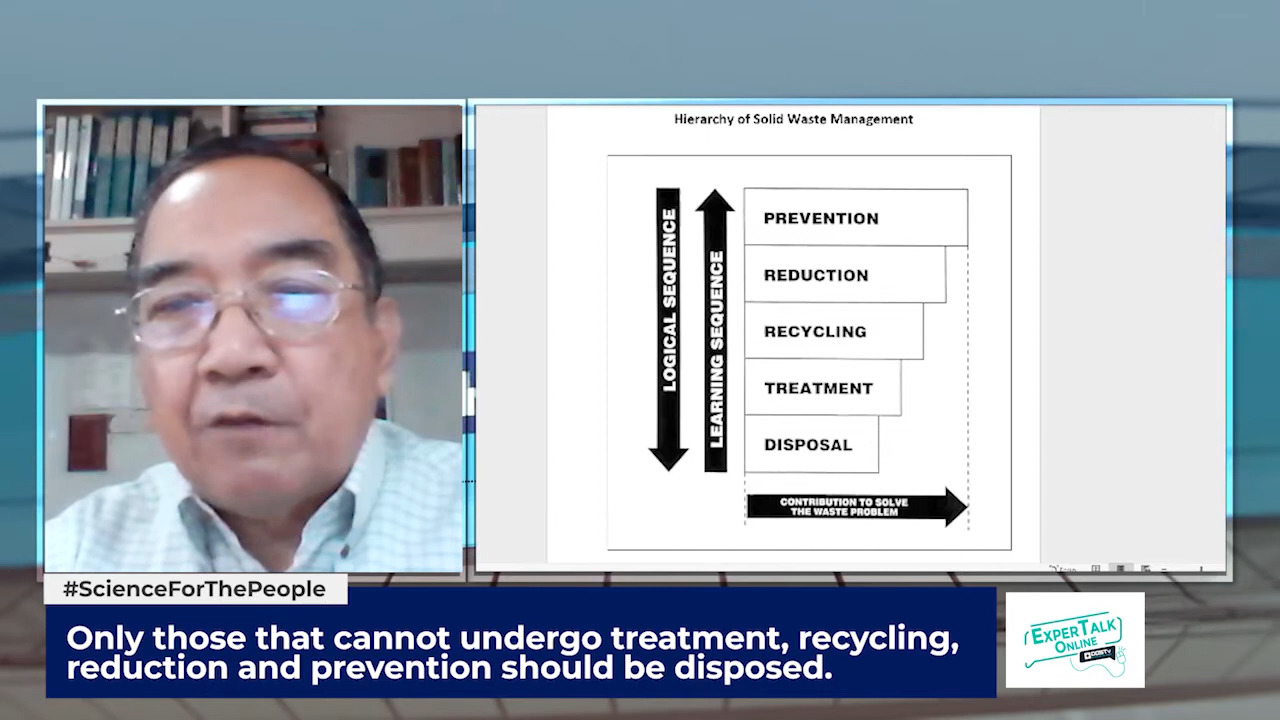 Hierarchy of Solid Waste Management
LOGICAL SEQUENCE
LEARNING SEQUENCE
PREVENTION
REDUCTION
RECYCLING
TREATMENT
DISPOSAL
CONTRIBUTION TO SOLVE
THE WASTE PROBLEM
#ScienceForThePeople
Only those that cannot undergo treatment, recycling,
reduction and prevention should be disposed.
EXPERTALK
ONLINE
DOSTv